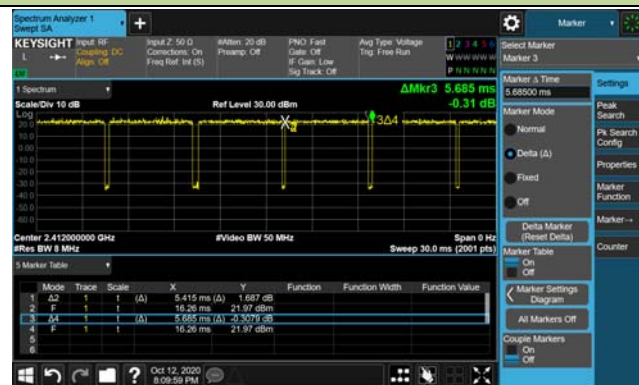 Spectrum Analyzer 1
Swept SA
+
Marker
KEYSIGHT Input: RF Input Z: 50 Ω #Atten: 20 dB PNO: Fast Avg Type: Voltage 1 2 3 4 5 6
L Coupling: DC Corrections: On Preamp: Off Gate: Off Trig: Free Run W W W W W W
Align: Off Freq Ref: Int (S) IF Gain: Low P N N N N N
Sig Track: Off
LXI
Select Marker
Marker 3
1 Spectrum
ΔMkr3 5.685 ms
Scale/Div 10 dB Ref Level 30.00 dBm -0.31 dB
Log
20.0
10.0
0.00
-10.0
-20.0
-30.0
-40.0
-50.0
-60.0
3Δ4
Center 2.412000000 GHz #Video BW 50 MHz Span 0 Hz
#Res BW 8 MHz Sweep 30.0 ms (2001 pts)
5 Marker Table
Mode Trace Scale X Y Function Function Width Function Value
1 Δ2 1 t (Δ) 5.415 ms (Δ) 1.687 dB
2 F 1 t 16.26 ms 21.97 dBm
3 Δ4 1 t (Δ) 5.685 ms (Δ) -0.3079 dB
4 F 1 t 16.26 ms 21.97 dBm
5
6
Marker Δ Time
5.68500 ms
Marker Mode
Normal
Delta (Δ)
Fixed
Off
Delta Marker
(Reset Delta)
Marker Table
On
Off
Marker Settings
Diagram
All Markers Off
Couple Markers
On
Off
Settings
Peak
Search
Pk Search
Config
Properties
Marker
Function
Marker→
Counter
? Oct 12, 2020
8:09:59 PM